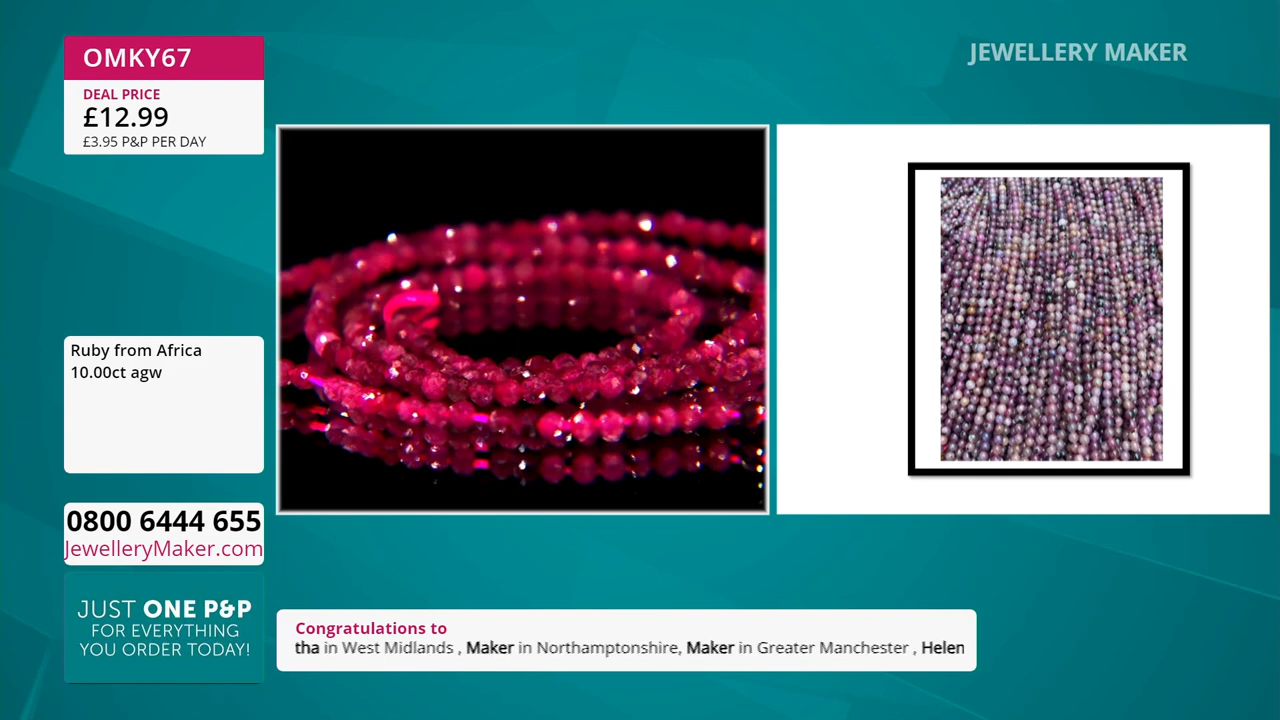 OMKY67
DEAL PRICE
£12.99
£3.95 P&P PER DAY
JEWELLERY MAKER
Ruby from Africa
10.00ct agw
0800 6444 655
JewelleryMaker.com
JUST ONE P&P
FOR EVERYTHING
YOU ORDER TODAY!
Congratulations to
tha in West Midlands , Maker in Northamptonshire, Maker in Greater Manchester , Helen